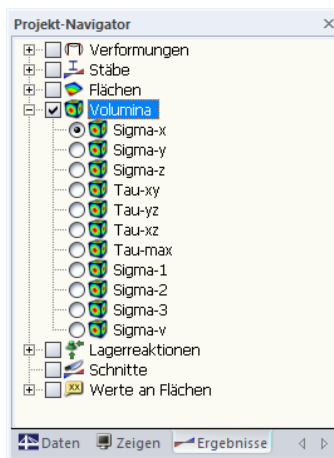 Projekt-Navigator
Verformungen
Stäbe
Flächen
Volumina
Sigma-x
Sigma-y
Sigma-z
Tau-xy
Tau-yz
Tau-xz
Tau-max
Sigma-1
Sigma-2
Sigma-3
Sigma-v
Lagerreaktionen
Schnitte
xx Werte an Flächen
Daten Zeigen Ergebnisse